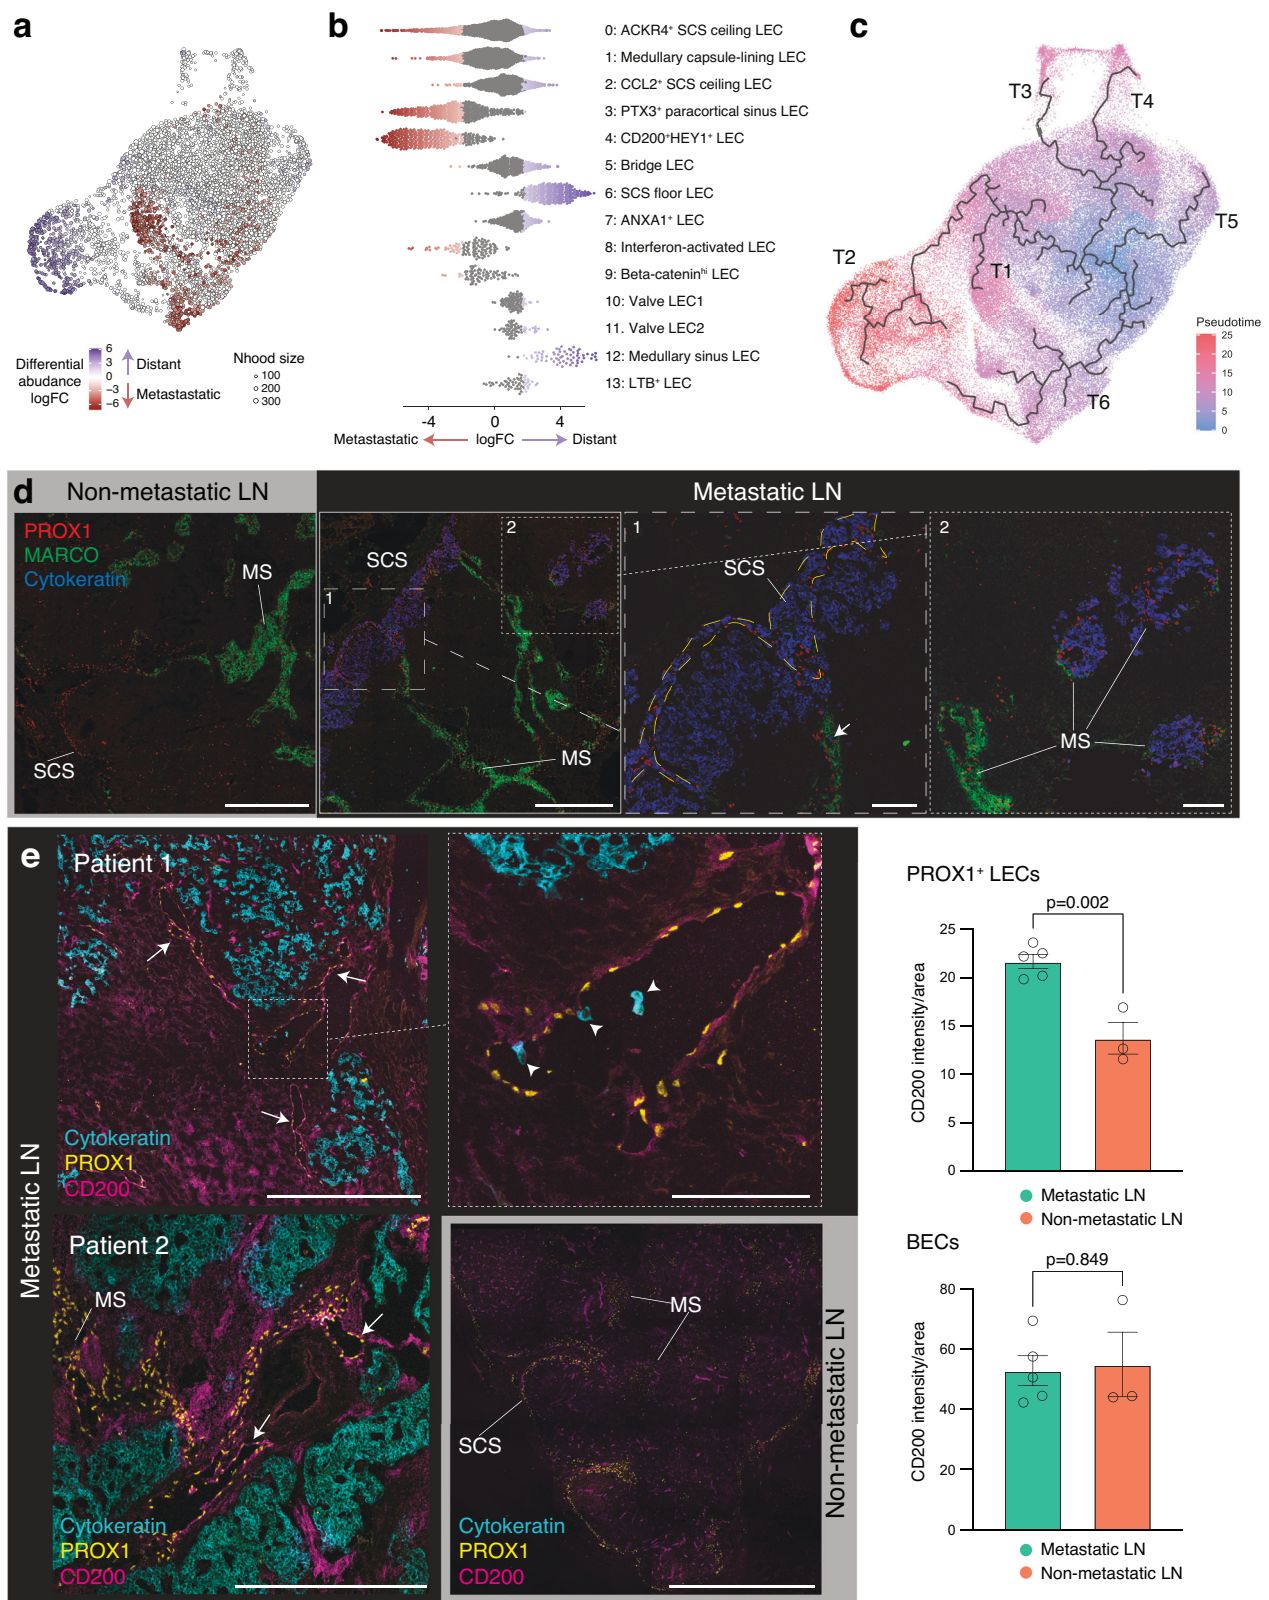 a
Differential
abudance
logFC
6
3
0
−3
−6
Distant
Metastastatic
Nhood size
100
200
300
b
0: ACKR4+ SCS ceiling LEC
1: Medullary capsule-lining LEC
2: CCL2+ SCS ceiling LEC
3: PTX3+ paracortical sinus LEC
4: CD200+HEY1+ LEC
5: Bridge LEC
6: SCS floor LEC
7: ANXA1+ LEC
8: Interferon-activated LEC
9: Beta-cateninhi LEC
10: Valve LEC1
11. Valve LEC2
12: Medullary sinus LEC
13: LTB+ LEC
-4 0 4
Metastastatic logFC Distant
c
T3
T4
T5
T2
T1
T6
Pseudotime
25
20
15
10
5
0
d
Non-metastatic LN
Metastatic LN
PROX1
MARCO
Cytokeratin
MS
SCS
SCS
1
2
MS
1
SCS
2
MS
e
Metastatic LN
Patient 1
Cytokeratin
PROX1
CD200
Patient 2
MS
Cytokeratin
PROX1
CD200
MS
SCS
Cytokeratin
PROX1
CD200
Non-metastatic LN
PROX1+ LECs
p=0.002
CD200 intensity/area
25
20
15
10
5
0
Metastatic LN
Non-metastatic LN
BECs
p=0.849
CD200 intensity/area
80
60
40
20
0
Metastatic LN
Non-metastatic LN